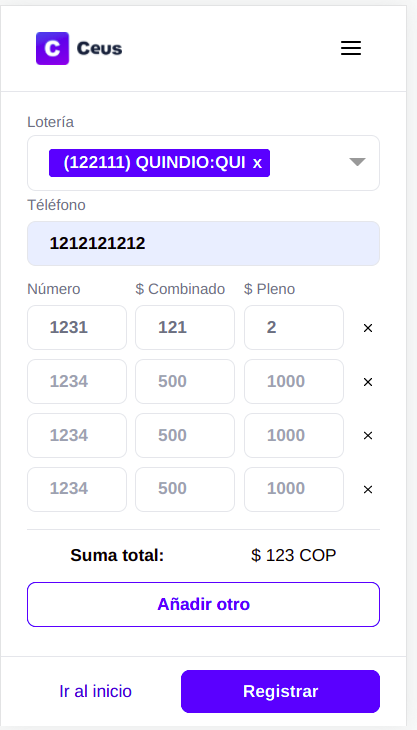 C Ceus
Lotería
(122111) QUINDIO:QUI x
Téléfono
1212121212
Número $ Combinado $ Pleno
1231 121 2 ×
1234 500 1000 ×
1234 500 1000 ×
1234 500 1000 ×
Suma total: $ 123 COP
Añadir otro
Ir al inicio Registrar